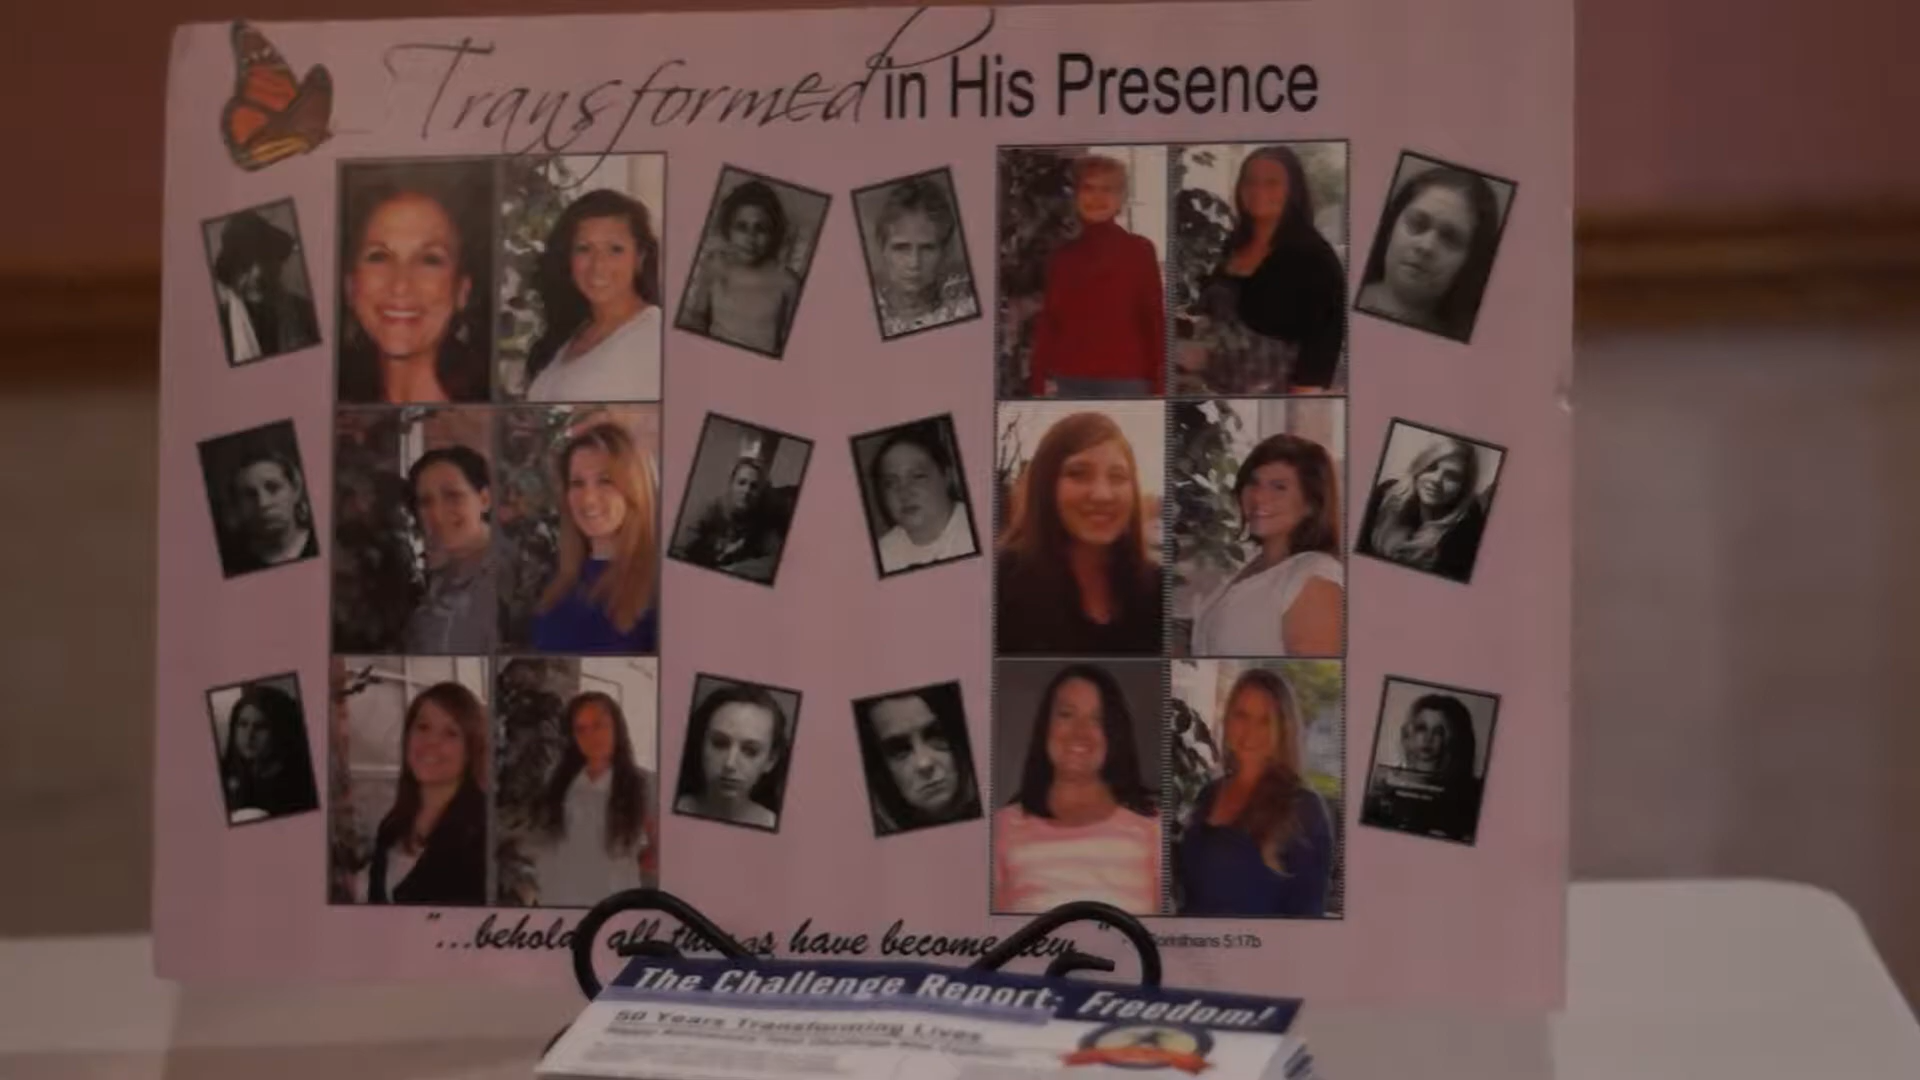 Transformed in His Presence
"...behold all things have become new" - Corinthians 5:17b
The Challenge Report: Freedom!
50 Years Transforming Lives